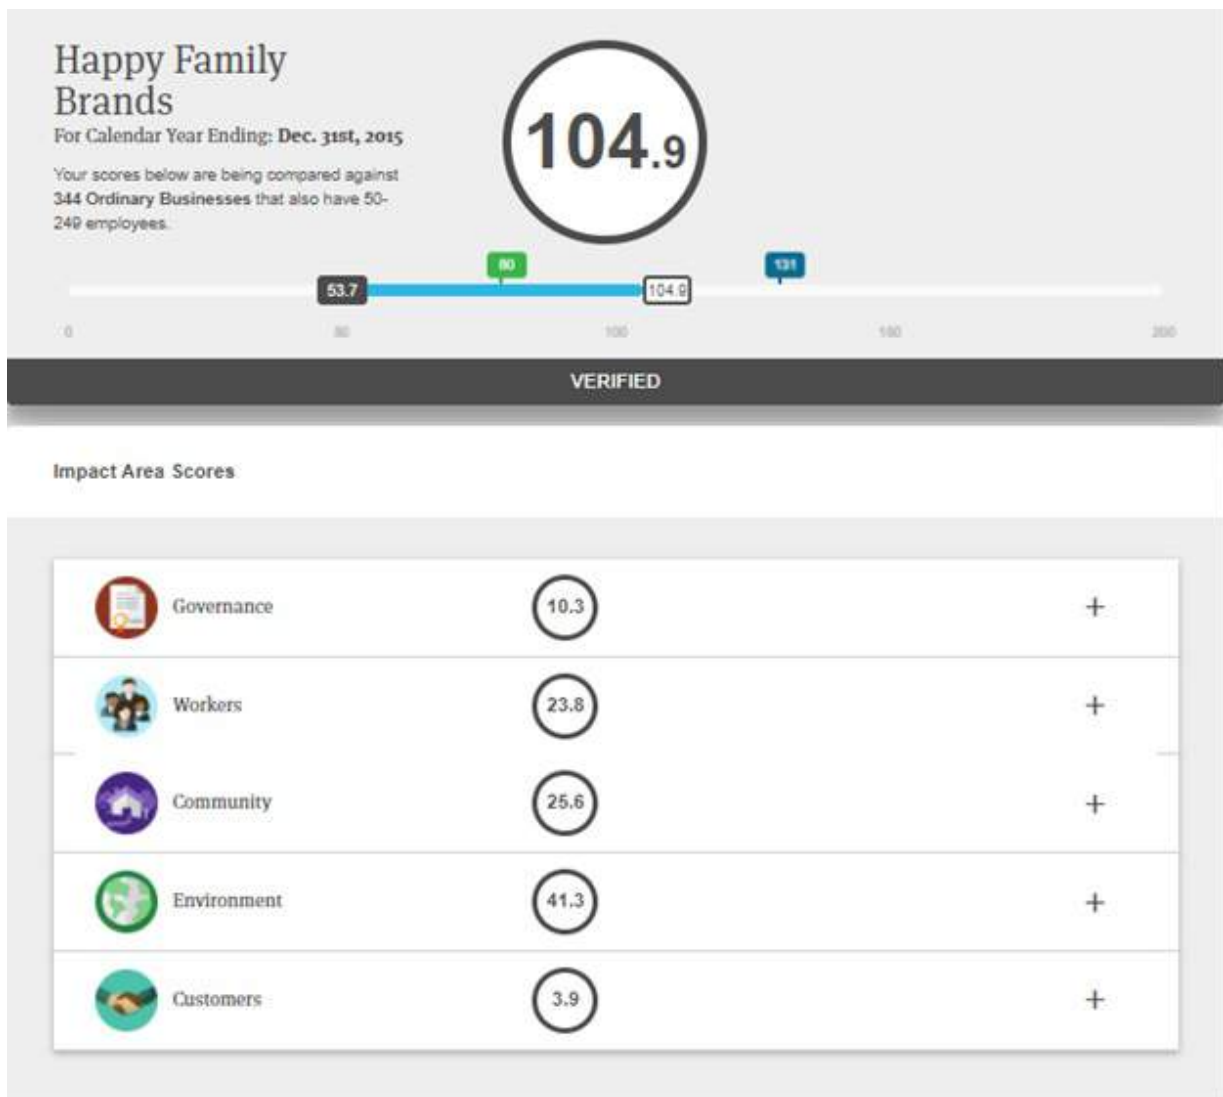 Happy Family
Brands
For Calendar Year Ending: Dec. 31st, 2015
Your scores below are being compared against
344 Ordinary Businesses that also have 50-
249 employees.
104.9
80
131
53.7
104.9
0
50
100
150
200
VERIFIED
Impact Area Scores
Governance
10.3
+
Workers
23.8
+
Community
25.6
+
Environment
41.3
+
Customers
3.9
+